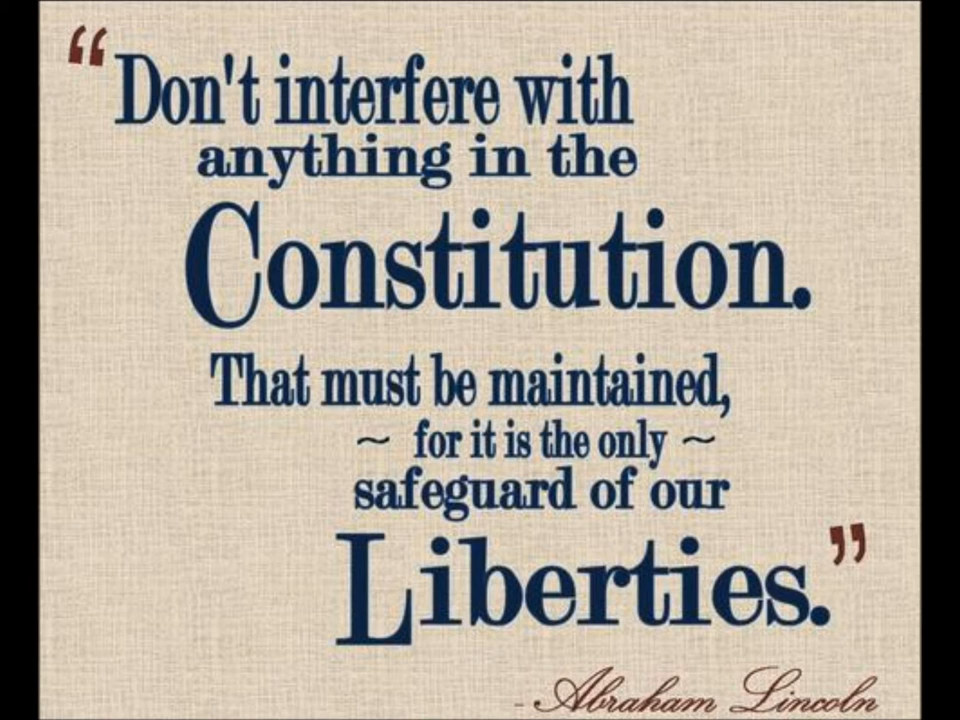 “Don't interfere with
anything in the
Constitution.
That must be maintained,
~ for it is the only ~
safeguard of our
Liberties.”
- Abraham Lincoln